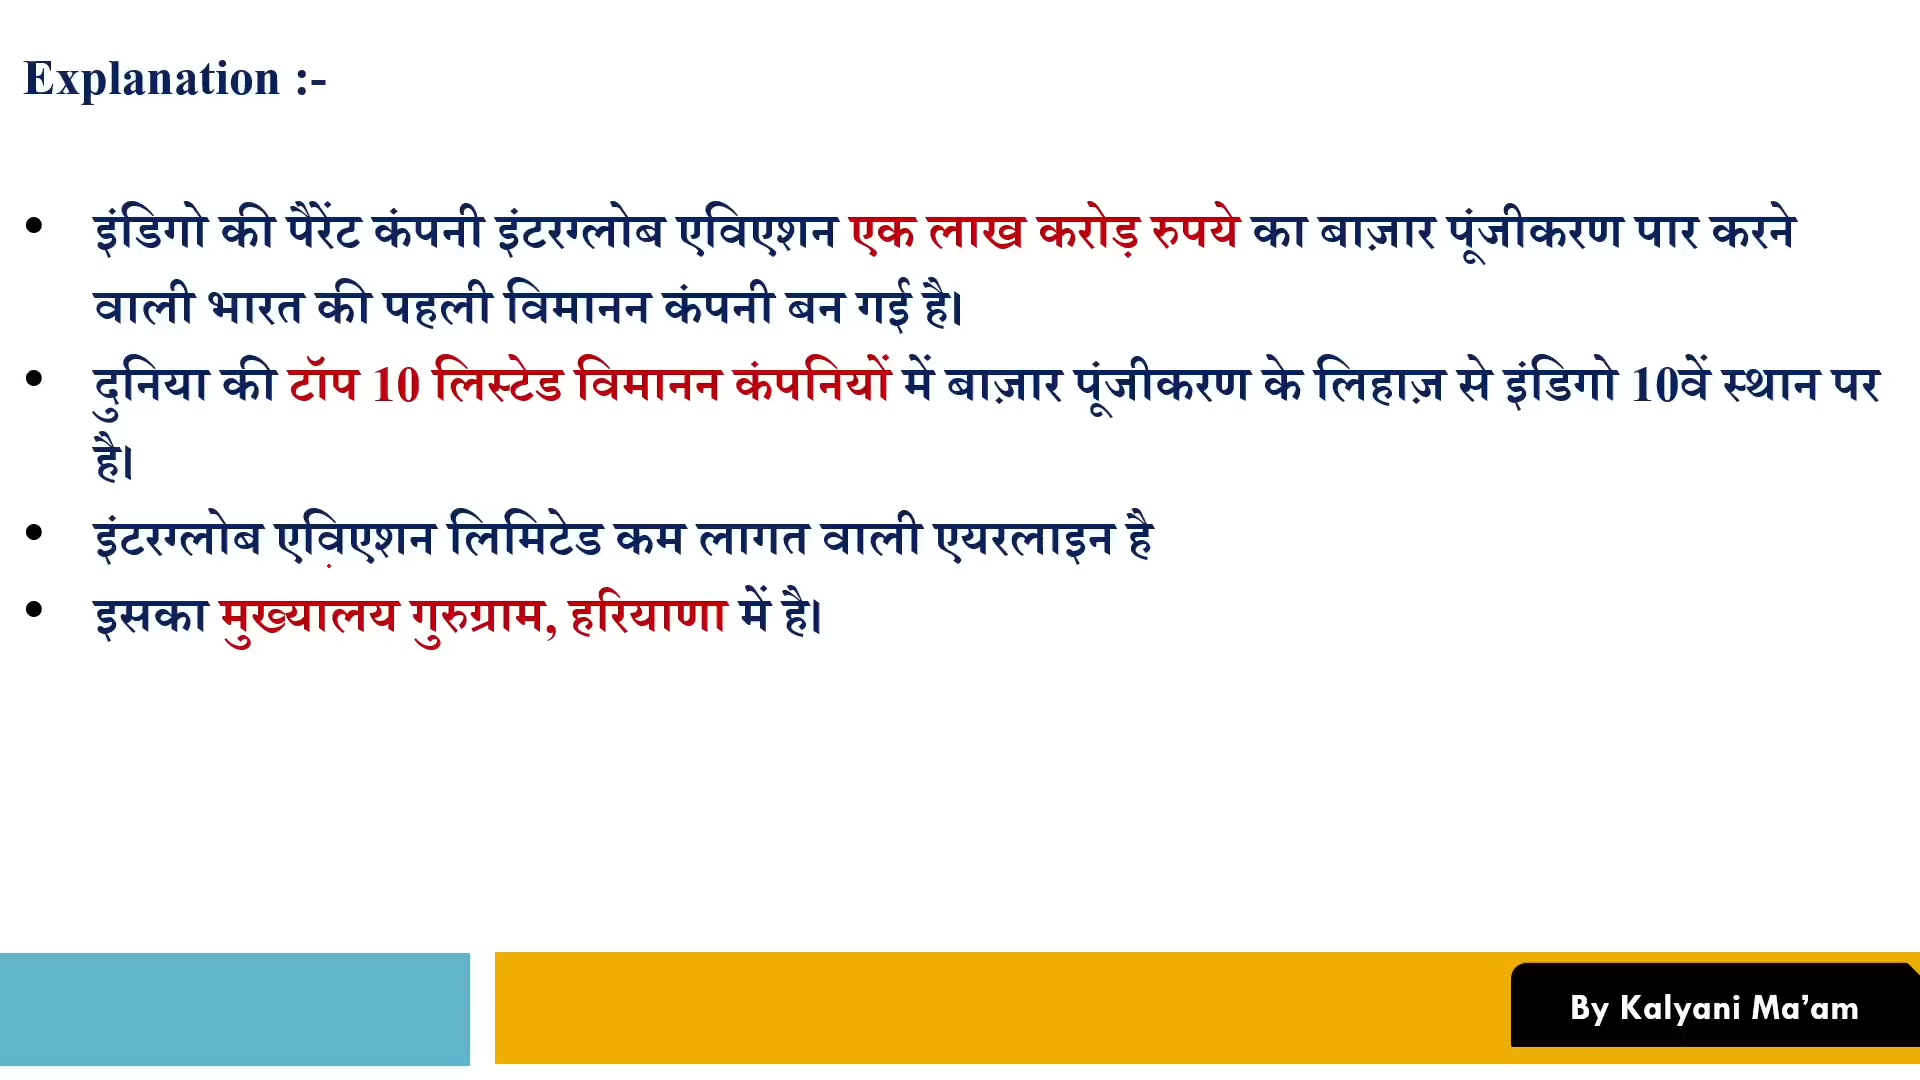 Explanation :-
• इंडिगो की पैरेंट कंपनी इंटरग्लोब एविएशन एक लाख करोड़ रुपये का बाज़ार पूंजीकरण पार करने
वाली भारत की पहली विमानन कंपनी बन गई है।
• दुनिया की टॉप 10 लिस्टेड विमानन कंपनियों में बाज़ार पूंजीकरण के लिहाज़ से इंडिगो 10वें स्थान पर
है।
• इंटरग्लोब एविएशन लिमिटेड कम लागत वाली एयरलाइन है
• इसका मुख्यालय गुरुग्राम, हरियाणा में है।
By Kalyani Ma’am